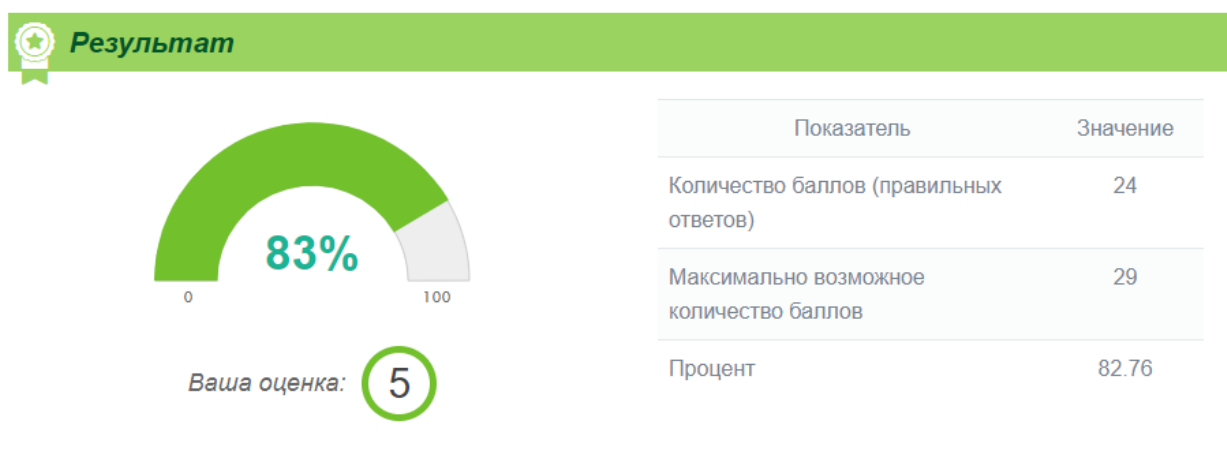 Результат
83%
0
100
Ваша оценка:
5
Показатель Значение
Количество баллов (правильных 24
ответов)
Максимально возможное 29
количество баллов
Процент 82.76